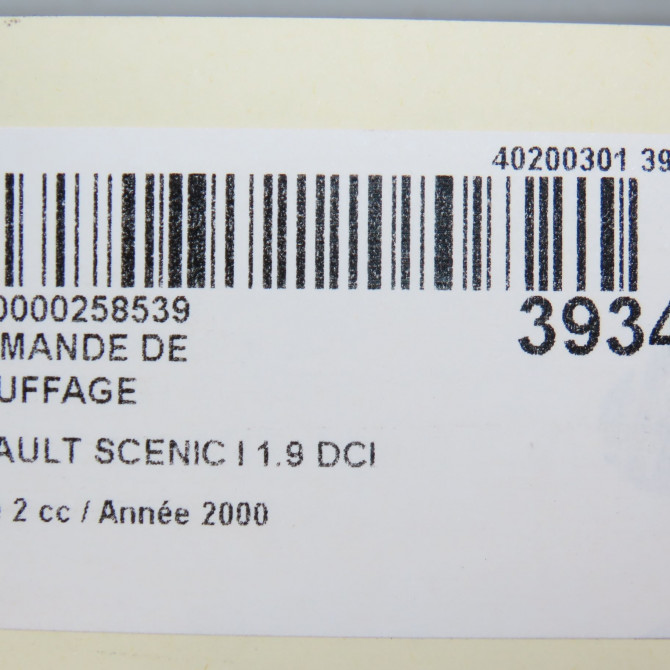 40200301 39
0000258539
3934
MANDE DE
UFFAGE
AULT SCENIC I 1.9 DCI
2 cc / Année 2000